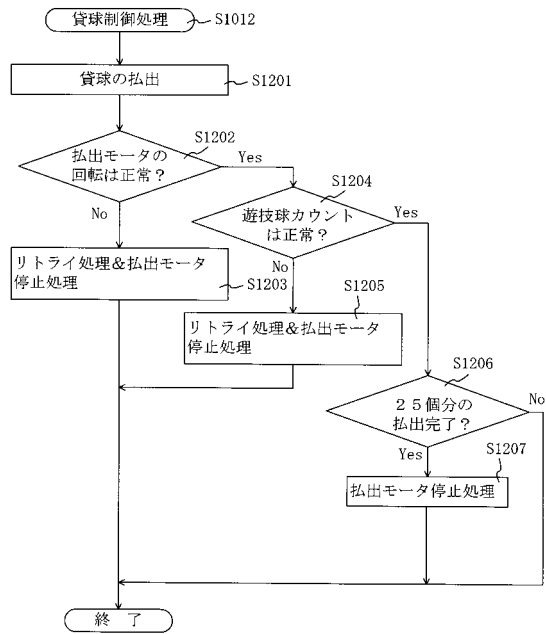 貸球制御処理
S1012
貸球の払出
S1201
払出モータの
回転は正常？
S1202
Yes
No
遊技球カウント
は正常？
S1204
Yes
No
リトライ処理＆払出モータ
停止処理
S1203
リトライ処理＆払出モータ
停止処理
S1205
２５個分の
払出完了？
S1206
No
Yes
払出モータ停止処理
S1207
終　了